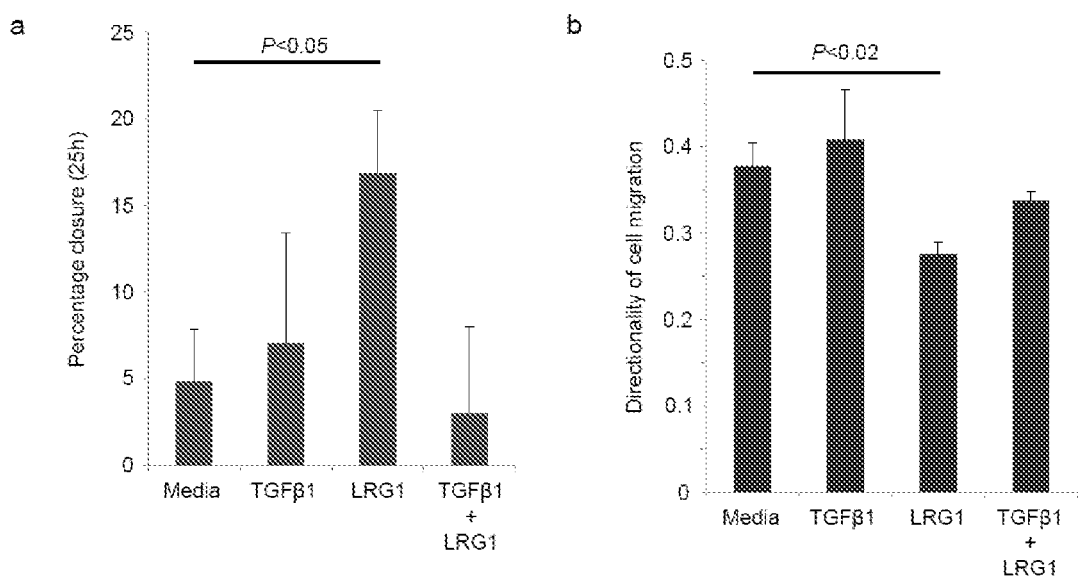 a
P<0.05
Percentage closure (25h)
25
20
15
10
5
0
Media TGFβ1 LRG1 TGFβ1
+
LRG1
b
P<0.02
Directionality of cell migration
0.5
0.4
0.3
0.2
0.1
0
Media TGFβ1 LRG1 TGFβ1
+
LRG1